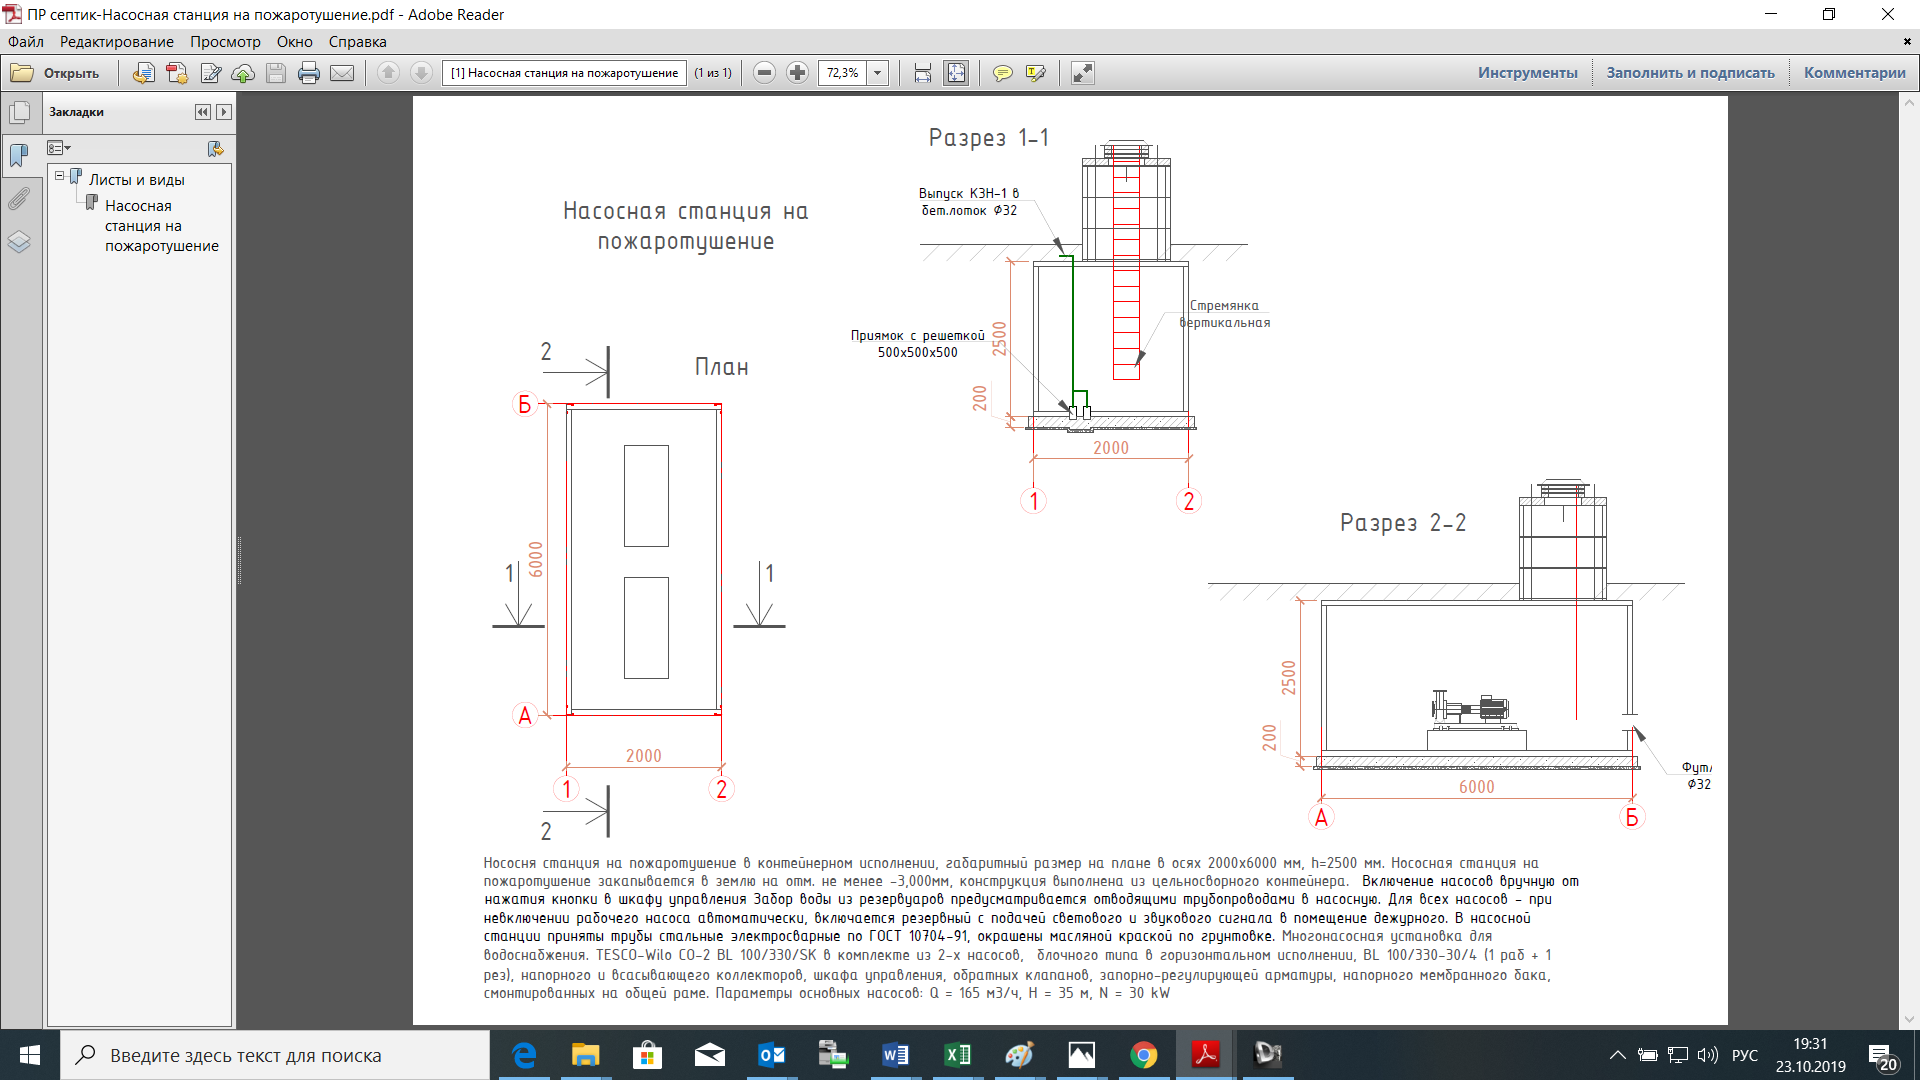 ПР септик-Насосная станция на пожаротушение.pdf - Adobe Reader
Файл Редактирование Просмотр Окно Справка
Открыть
[1] Насосная станция на пожаротушение
(1 из 1)
72,3%
Инструменты
Заполнить и подписать
Комментарии
Закладки
Листы и виды
Насосная
станция на
пожаротушение
Насосная станция на
пожаротушение
Разрез 1-1
Выпуск КЗН-1 в
бет.лоток Ø32
Стремянка
вертикальная
Приямок с решеткой
500х500х500
2500
200
2000
1
2
План
2
Б
6000
1
1
А
2000
1
2
2
Разрез 2-2
2500
200
6000
А
Б
Фут
Ø32
Нососня станция на пожаротушение в контейнерном исполнении, габаритный размер на плане в осях 2000х6000 мм, h=2500 мм. Нососная станция на
пожаротушение закапывается в землю на отм. не менее -3,000мм, конструкция выполнена из цельносворного контейнера. Включение насосов вручную от
нажатия кнопки в шкафу управления Забор воды из резервуаров предусматривается отводящими трубопроводами в насосную. Для всех насосов - при
невключении рабочего насоса автоматически, включается резервный с подачей светового и звукового сигнала в помещение дежурного. В насосной
станции приняты трубы стальные электросварные по ГОСТ 10704-91, окрашены масляной краской по грунтовке. Многонасосная установка для
водоснабжения. TESCO-Wilo CO-2 BL 100/330/SK в комплекте из 2-х насосов, блочного типа в горизонтальном исполнении, BL 100/330-30/4 (1 раб + 1
рез), напорного и всасывающего коллекторов, шкафа управления, обратных клапанов, запорно-регулирующей арматуры, напорного мембранного бака,
смонтированных на общей раме. Параметры основных насосов: Q = 165 м3/ч, Н = 35 м, N = 30 kW
Введите здесь текст для поиска
РУС
19:31
23.10.2019
20